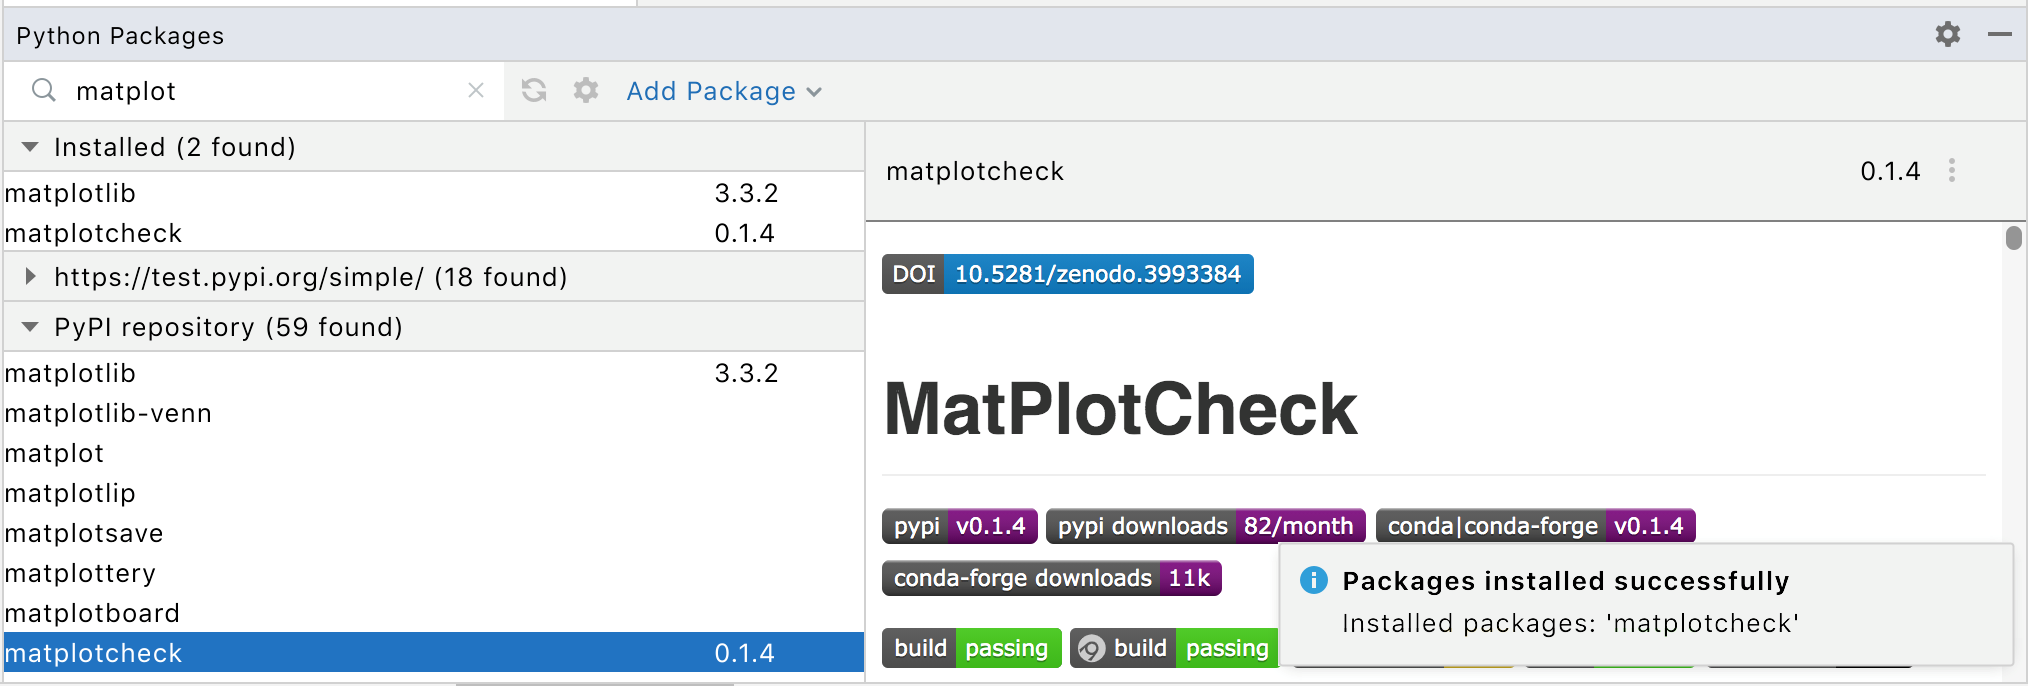 Python Packages
matplot
Add Package
Installed (2 found)
matplotlib 3.3.2
matplotcheck 0.1.4
https://test.pypi.org/simple/ (18 found)
PyPI repository (59 found)
matplotlib 3.3.2
matplotlib-venn
matplot
matplotlip
matplotsave
matplottery
matplotboard
matplotcheck 0.1.4
matplotcheck 0.1.4
DOI 10.5281/zenodo.3993384
MatPlotCheck
pypi v0.1.4 pypi downloads 82/month conda|conda-forge v0.1.4
conda-forge downloads 11k
build passing build passing
Packages installed successfully
Installed packages: 'matplotcheck'